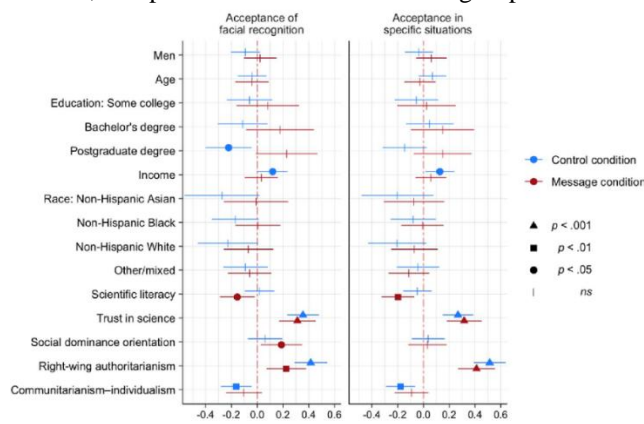 Acceptance of
facial recognition
Acceptance in
specific situations
Men
Age
Education: Some college
Bachelor's degree
Postgraduate degree
Income
Race: Non-Hispanic Asian
Non-Hispanic Black
Non-Hispanic White
Other/mixed
Scientific literacy
Trust in science
Social dominance orientation
Right-wing authoritarianism
Communitarianism–individualism
-0.4 -0.2 0.0 0.2 0.4 0.6
-0.4 -0.2 0.0 0.2 0.4 0.6
Control condition
Message condition
p < .001
p < .01
p < .05
ns